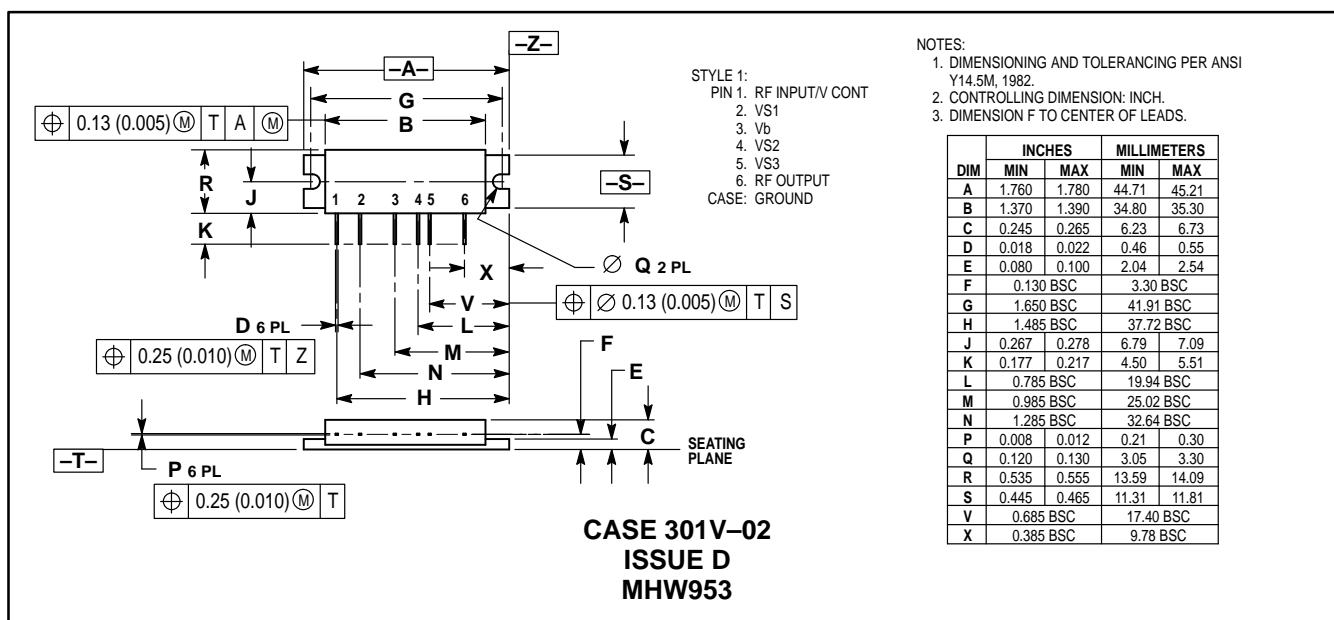 –Z–
–A–
G
B
⌖ 0.13 (0.005) Ⓜ T A Ⓜ
R
J
K
–S–
1 2 3 4 5 6
X
∅ Q 2 PL
V
⌖ ∅ 0.13 (0.005) Ⓜ T S
D 6 PL
L
⌖ 0.25 (0.010) Ⓜ T Z
M
F
N
E
H
C
SEATING
PLANE
–T–
P 6 PL
⌖ 0.25 (0.010) Ⓜ T
STYLE 1:
PIN 1. RF INPUT/V CONT
2. VS1
3. Vb
4. VS2
5. VS3
6. RF OUTPUT
CASE: GROUND
CASE 301V–02
ISSUE D
MHW953
NOTES:
1. DIMENSIONING AND TOLERANCING PER ANSI
Y14.5M, 1982.
2. CONTROLLING DIMENSION: INCH.
3. DIMENSION F TO CENTER OF LEADS.
INCHES MILLIMETERS
DIM MIN MAX MIN MAX
A 1.760 1.780 44.71 45.21
B 1.370 1.390 34.80 35.30
C 0.245 0.265 6.23 6.73
D 0.018 0.022 0.46 0.55
E 0.080 0.100 2.04 2.54
F 0.130 BSC 3.30 BSC
G 1.650 BSC 41.91 BSC
H 1.485 BSC 37.72 BSC
J 0.267 0.278 6.79 7.09
K 0.177 0.217 4.50 5.51
L 0.785 BSC 19.94 BSC
M 0.985 BSC 25.02 BSC
N 1.285 BSC 32.64 BSC
P 0.008 0.012 0.21 0.30
Q 0.120 0.130 3.05 3.30
R 0.535 0.555 13.59 14.09
S 0.445 0.465 11.31 11.81
V 0.685 BSC 17.40 BSC
X 0.385 BSC 9.78 BSC